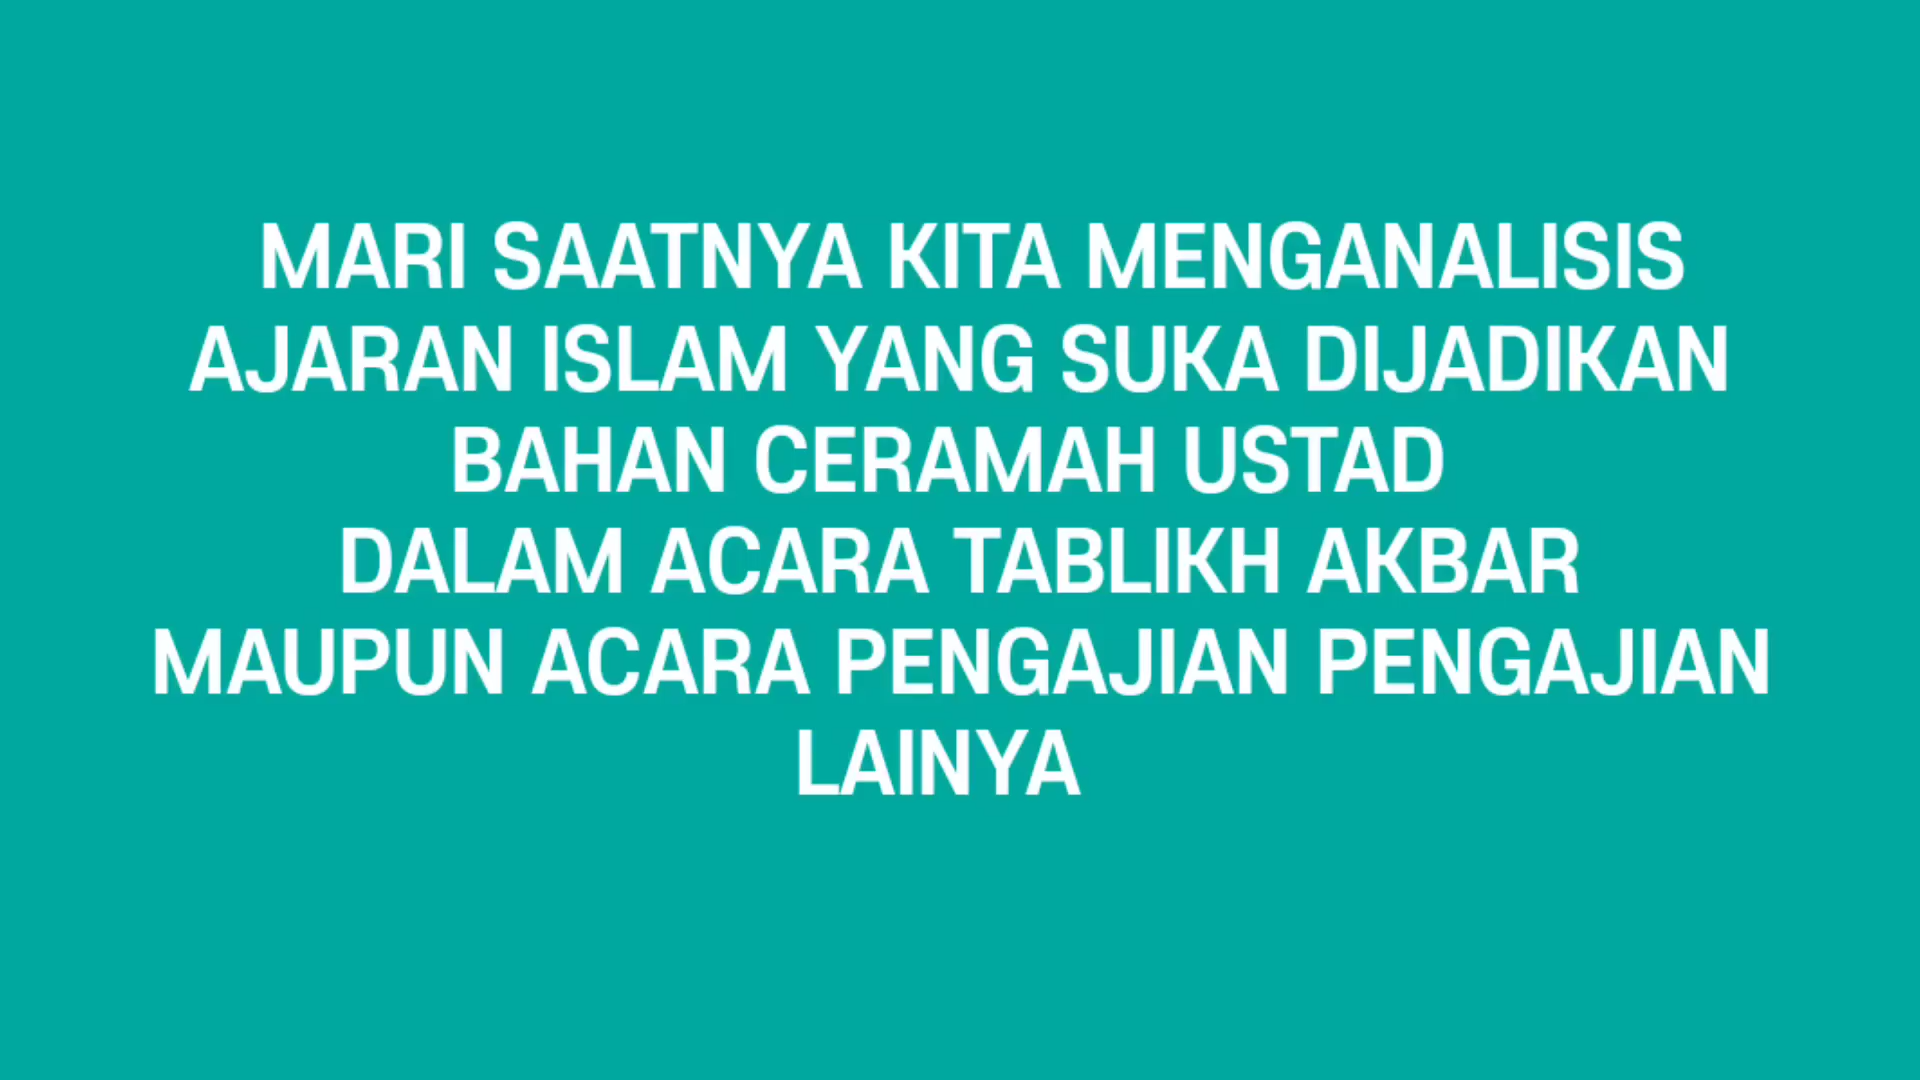 MARI SAATNYA KITA MENGANALISIS
AJARAN ISLAM YANG SUKA DIJADIKAN
BAHAN CERAMAH USTAD
DALAM ACARA TABLIKH AKBAR
MAUPUN ACARA PENGAJIAN PENGAJIAN
LAINYA